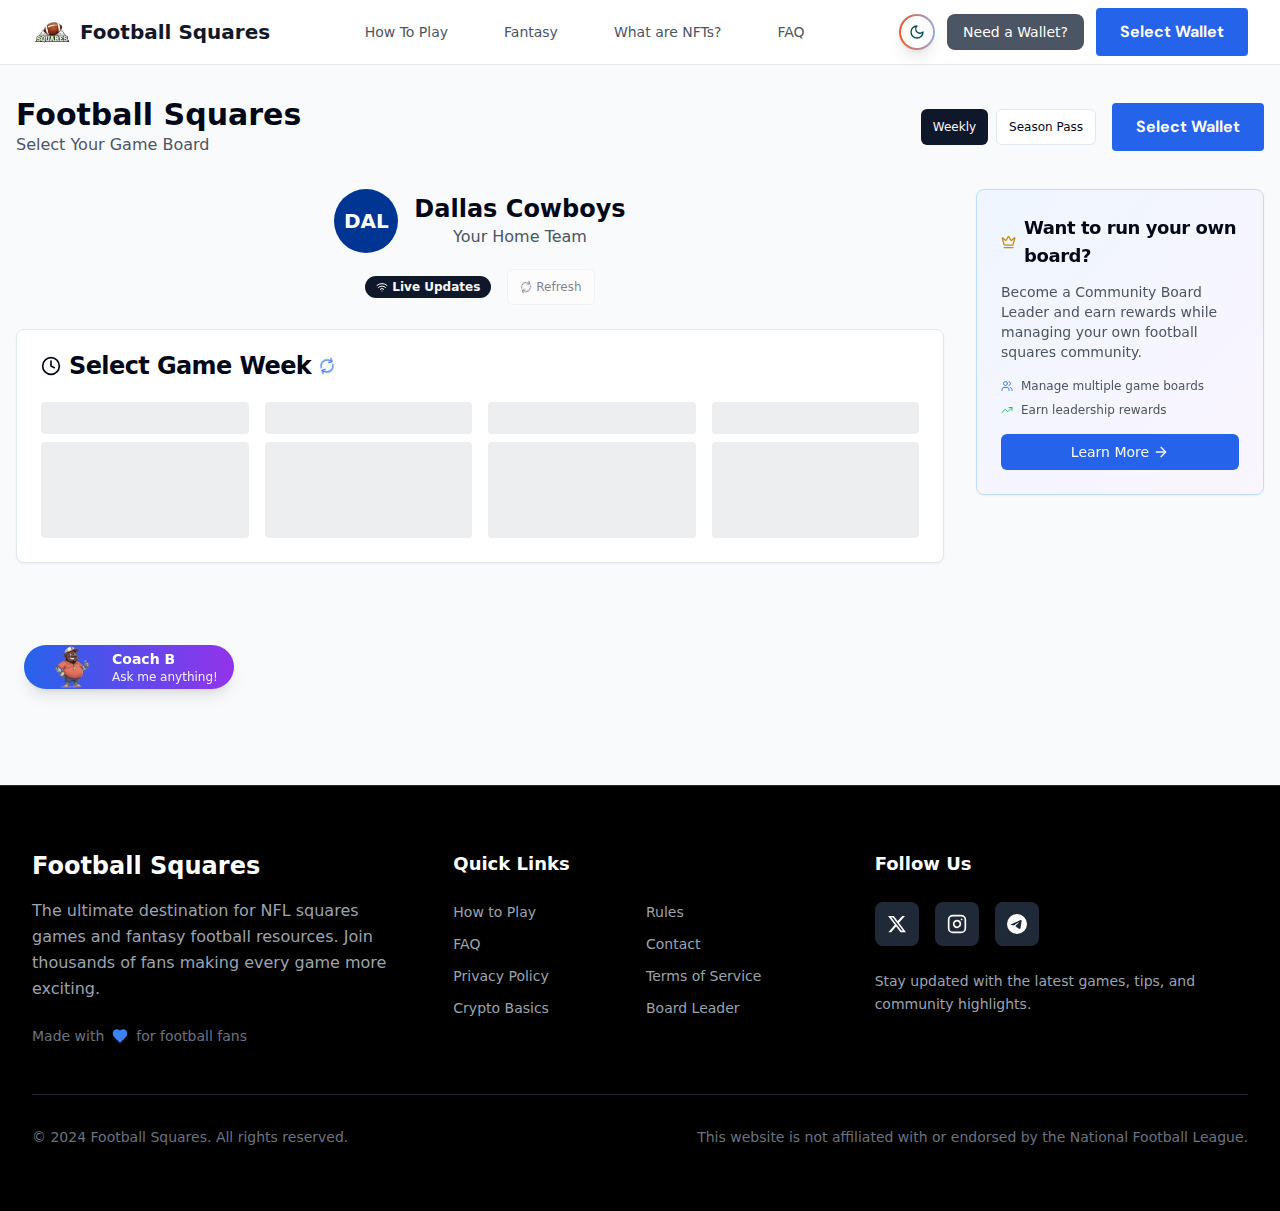 SQUARES
Football Squares
How To Play
Fantasy
What are NFTs?
FAQ
Need a Wallet?
Select Wallet
Football Squares
Select Your Game Board
Weekly
Season Pass
Select Wallet
DAL
Dallas Cowboys
Your Home Team
Live Updates
Refresh
Select Game Week
Want to run your own
board?
Become a Community Board
Leader and earn rewards while
managing your own football
squares community.
Manage multiple game boards
Earn leadership rewards
Learn More
Coach B
Ask me anything!
Football Squares
The ultimate destination for NFL squares
games and fantasy football resources. Join
thousands of fans making every game more
exciting.
Made with
for football fans
Quick Links
How to Play
Rules
FAQ
Contact
Privacy Policy
Terms of Service
Crypto Basics
Board Leader
Follow Us
Stay updated with the latest games, tips, and
community highlights.
© 2024 Football Squares. All rights reserved.
This website is not affiliated with or endorsed by the National Football League.